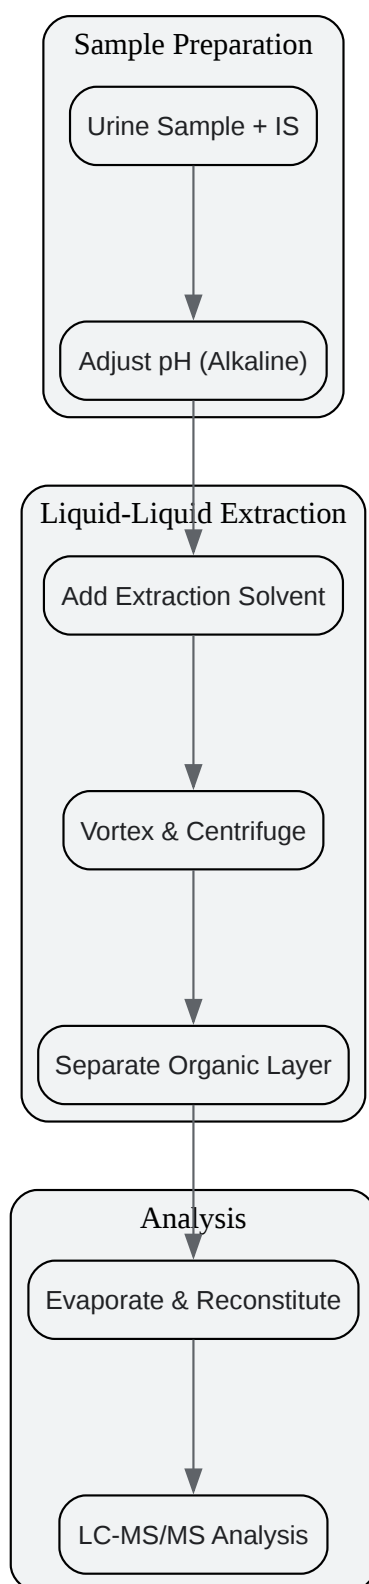 Sample Preparation
Urine Sample + IS
Adjust pH (Alkaline)
Liquid-Liquid Extraction
Add Extraction Solvent
Vortex & Centrifuge
Separate Organic Layer
Analysis
Evaporate & Reconstitute
LC-MS/MS Analysis